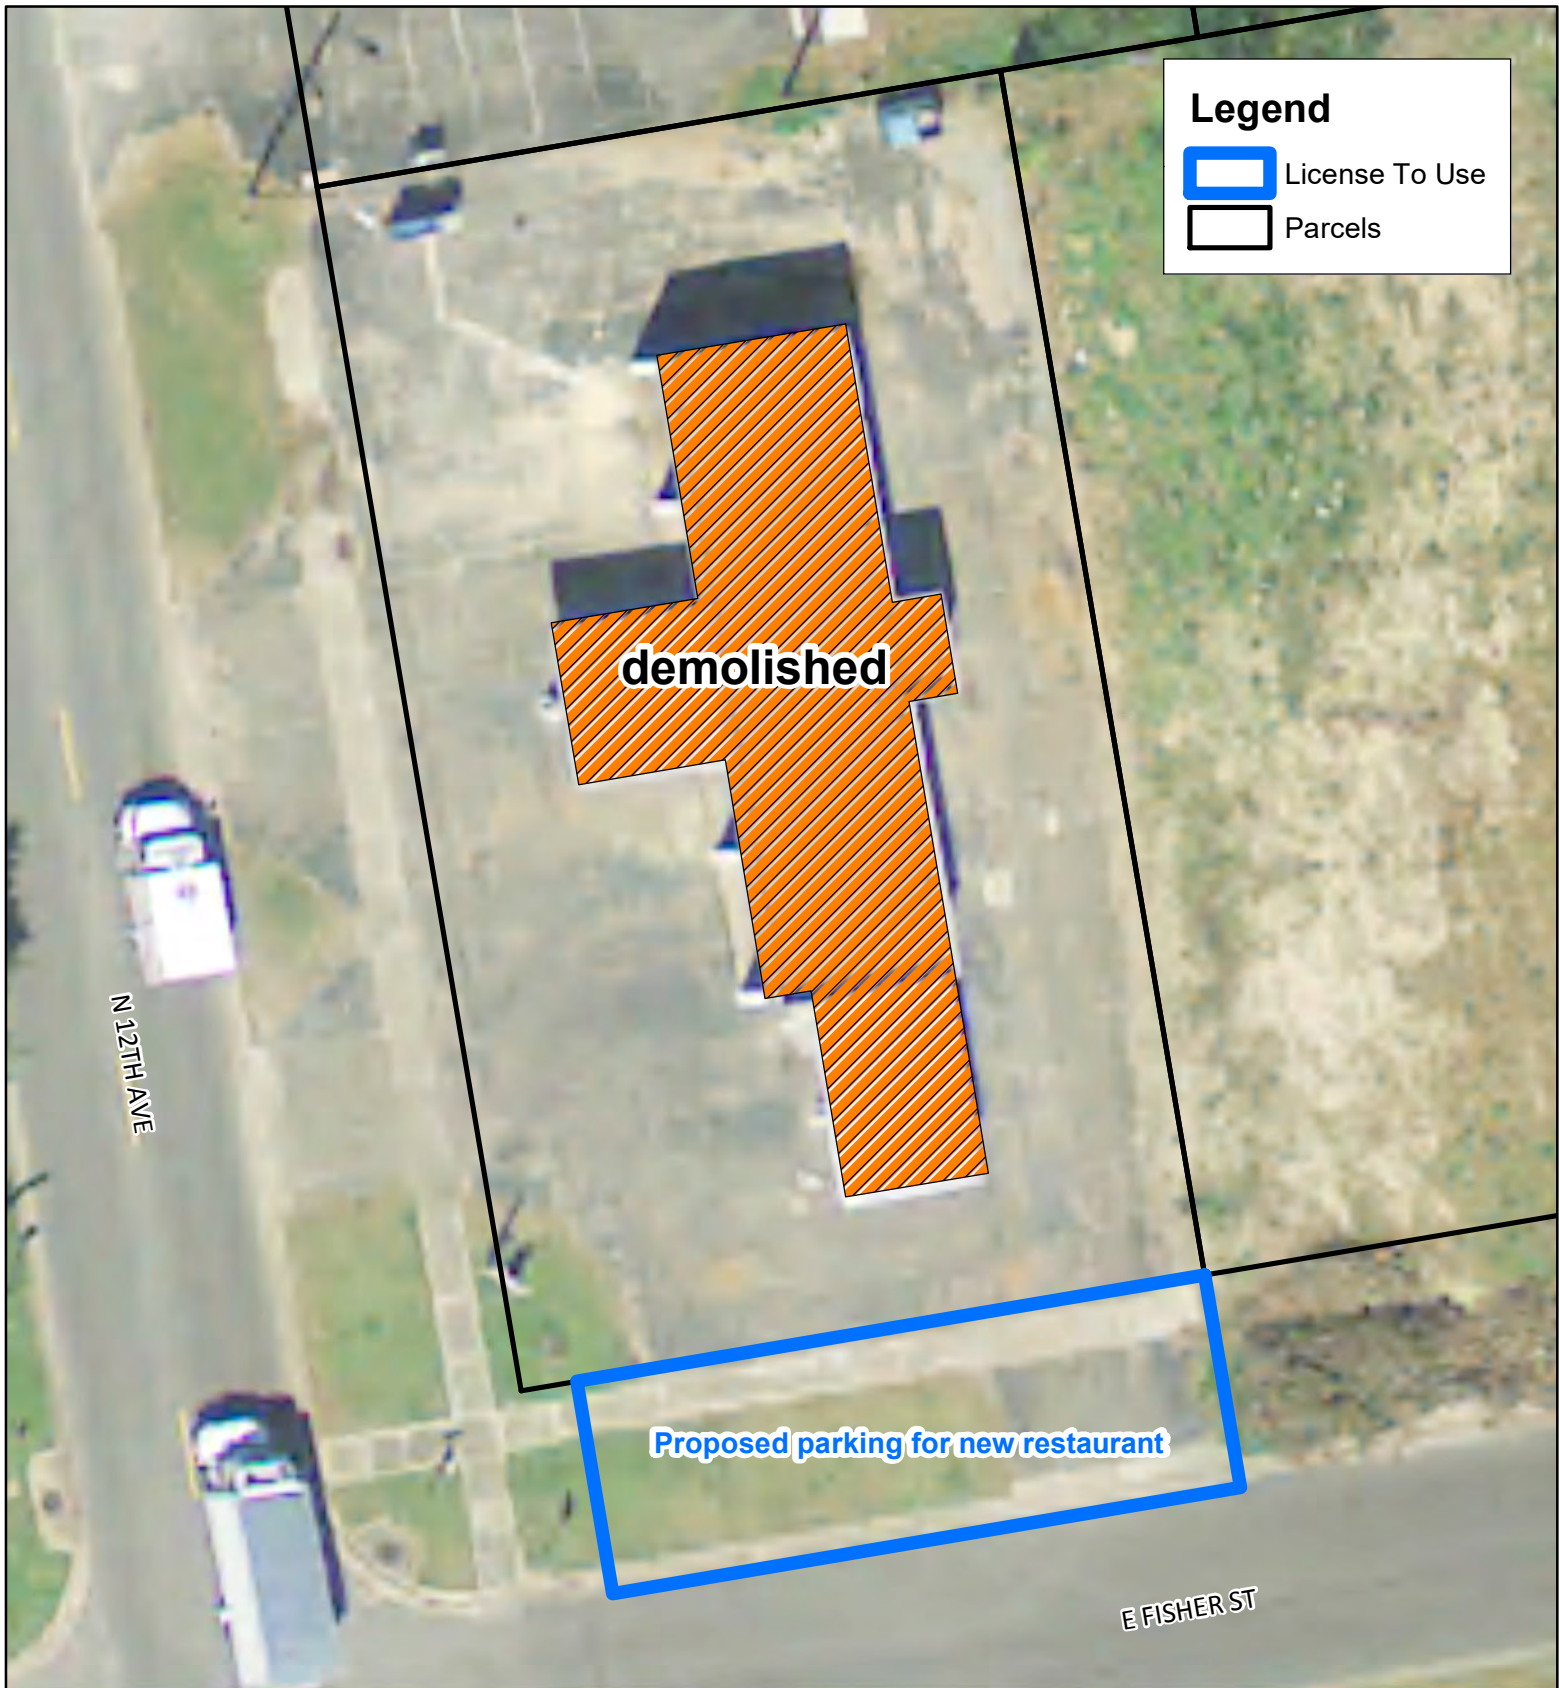 Legend
License To Use
Parcels
demolished
N 12TH AVE
Proposed parking for new restaurant
E FISHER ST